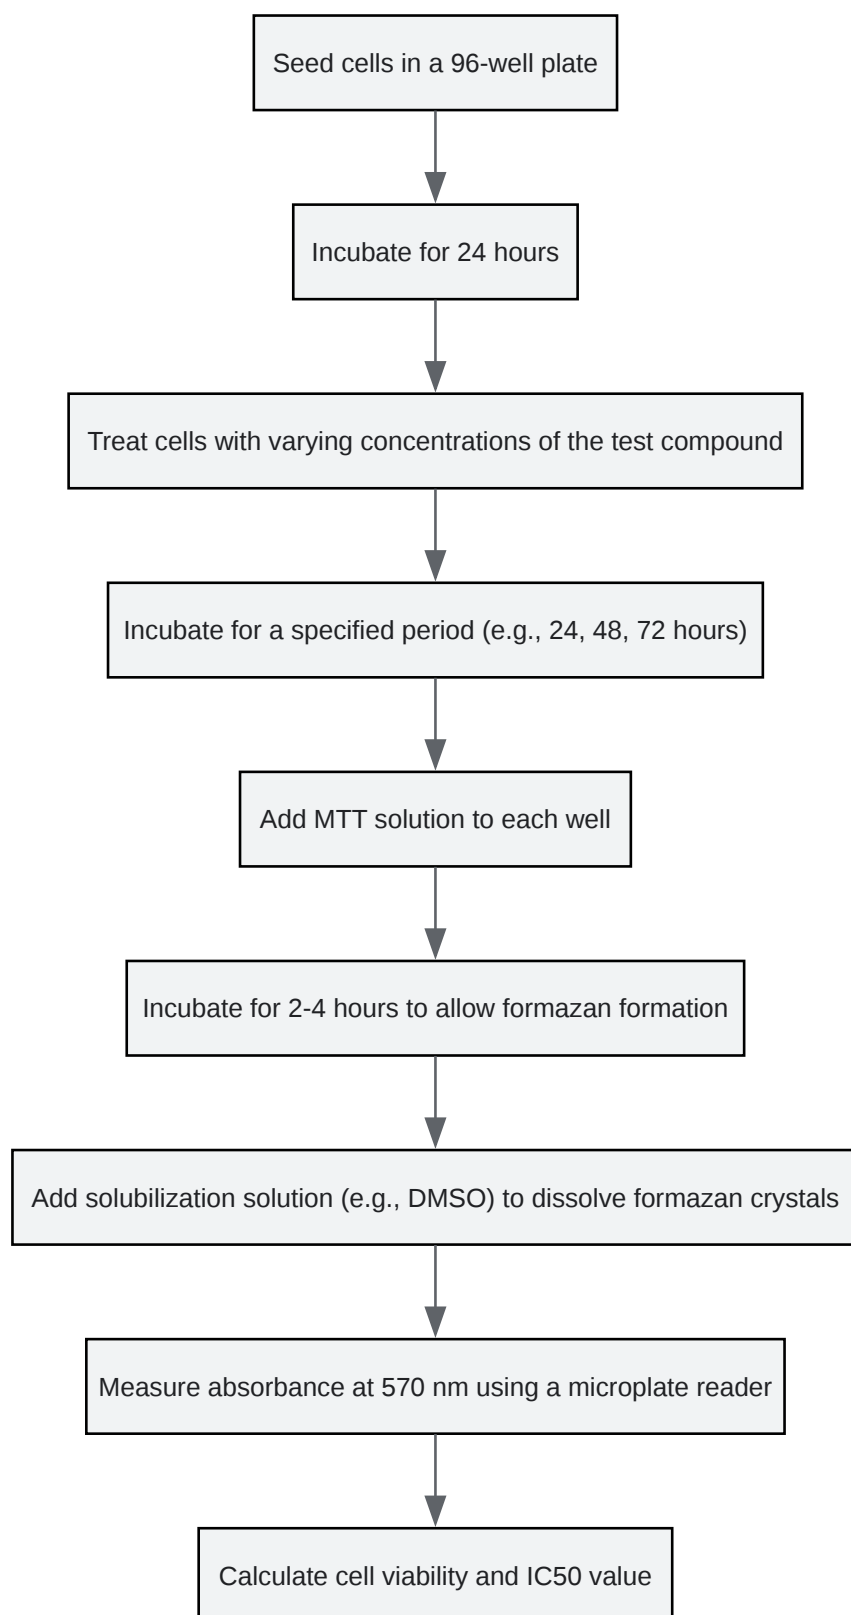 Seed cells in a 96-well plate
Incubate for 24 hours
Treat cells with varying concentrations of the test compound
Incubate for a specified period (e.g., 24, 48, 72 hours)
Add MTT solution to each well
Incubate for 2-4 hours to allow formazan formation
Add solubilization solution (e.g., DMSO) to dissolve formazan crystals
Measure absorbance at 570 nm using a microplate reader
Calculate cell viability and IC50 value